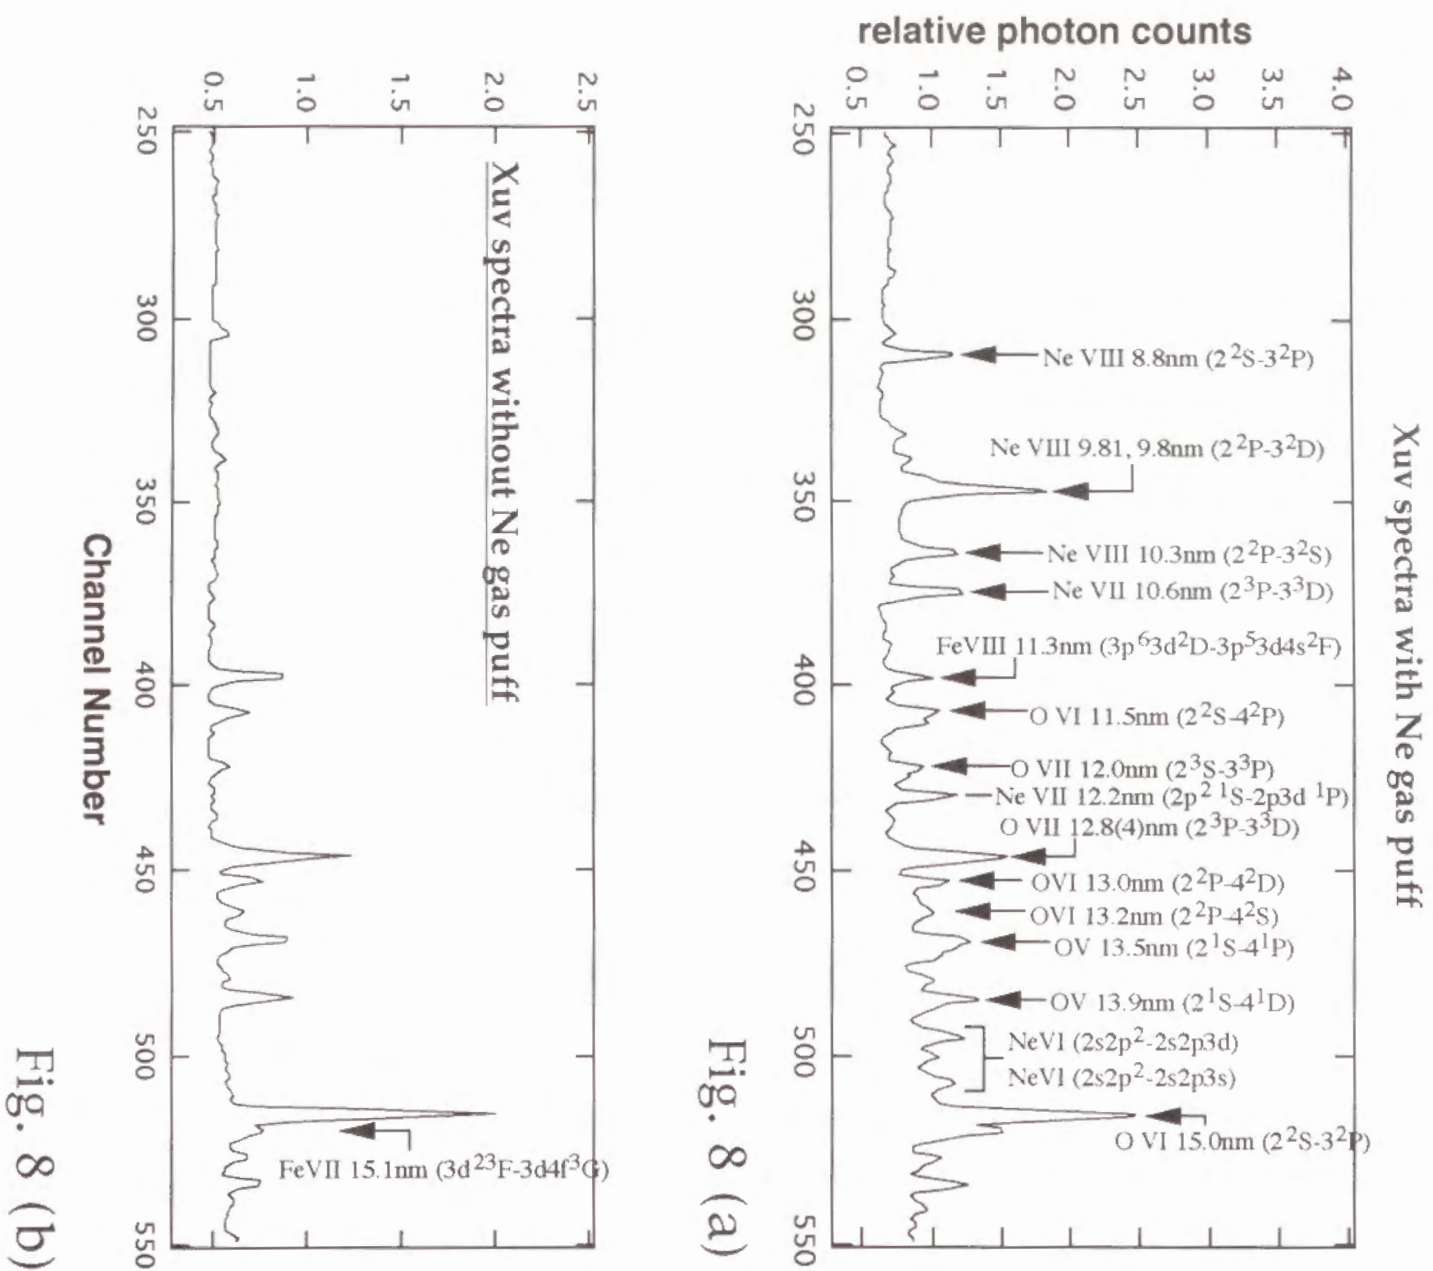 Xuv spectra with Ne gas puff
relative photon counts
4.0
3.5
3.0
2.5
2.0
1.5
1.0
0.5
250
300
350
400
450
500
550
Ne VIII 8.8nm (2²S-3²P)
Ne VIII 9.81, 9.8nm (2²P-3²D)
Ne VIII 10.3nm (2²P-3²S)
Ne VII 10.6nm (2³P-3³D)
FeVIII 11.3nm (3p⁶3d²D-3p⁵3d4s²F)
O VI 11.5nm (2²S-4²P)
O VII 12.0nm (2³S-3³P)
Ne VII 12.2nm (2p² ¹S-2p3d ¹P)
O VII 12.8(4)nm (2³P-3³D)
OVI 13.0nm (2²P-4²D)
OVI 13.2nm (2²P-4²S)
OV 13.5nm (2¹S-4¹P)
OV 13.9nm (2¹S-4¹D)
NeVI (2s2p²-2s2p3d)
NeVI (2s2p²-2s2p3s)
O VI 15.0nm (2²S-3²P)
Fig. 8 (a)
2.5
2.0
1.5
1.0
0.5
Xuv spectra without Ne gas puff
FeVII 15.1nm (3d²³F-3d4f³G)
250
300
350
400
450
500
550
Channel Number
Fig. 8 (b)